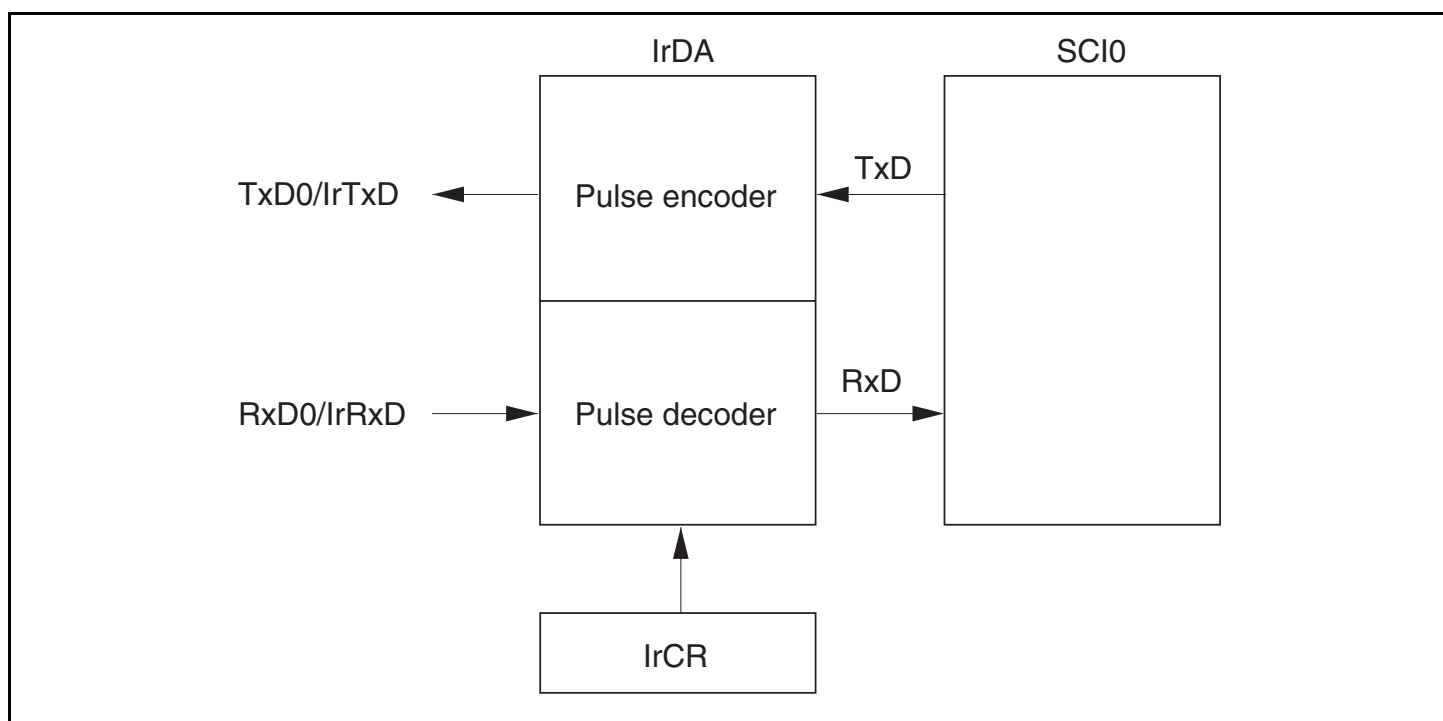 IrDA
SCI0
TxD0/IrTxD
Pulse encoder
TxD
RxD0/IrRxD
Pulse decoder
RxD
IrCR